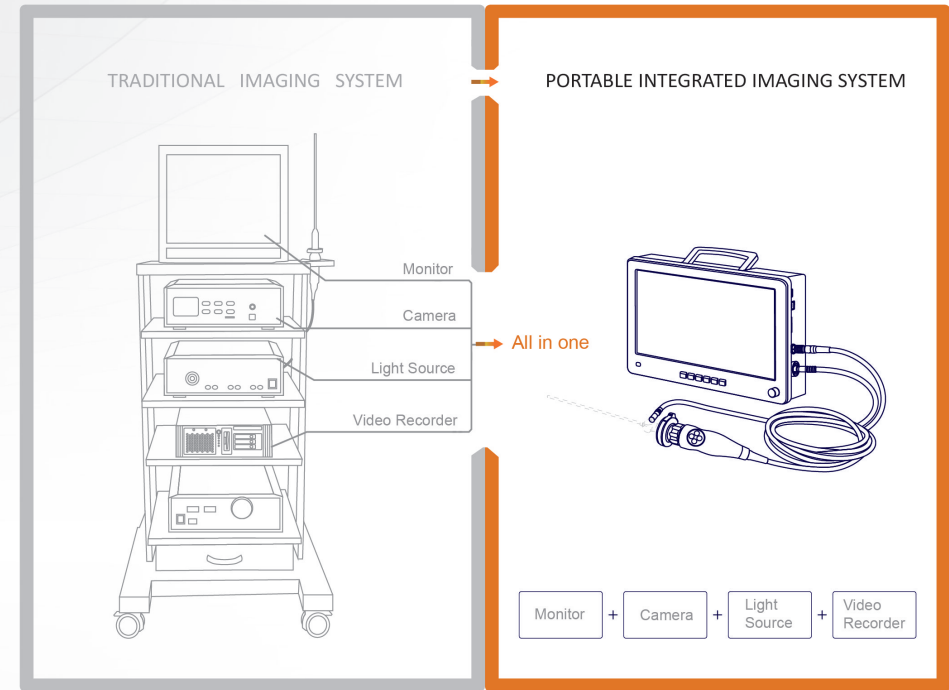 TRADITIONAL IMAGING SYSTEM
PORTABLE INTEGRATED IMAGING SYSTEM
Monitor
Camera
Light Source
Video Recorder
All in one
Monitor + Camera + Light Source + Video Recorder